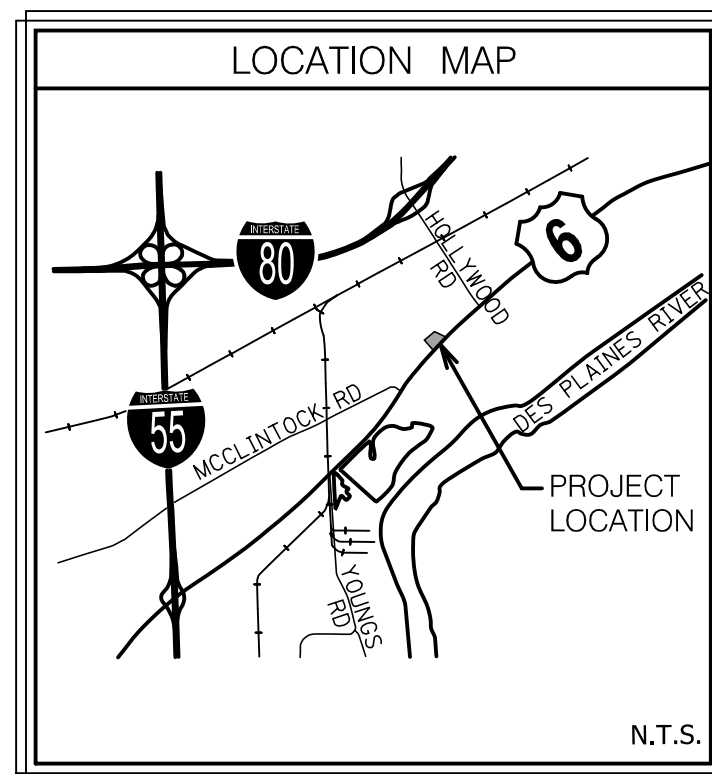 LOCATION MAP
INTERSTATE
80
HOLLYWOOD
RD
6
DES PLAINES RIVER
INTERSTATE
55
MCCLINTOCK RD
PROJECT
LOCATION
YOUNGS
RD
N.T.S.